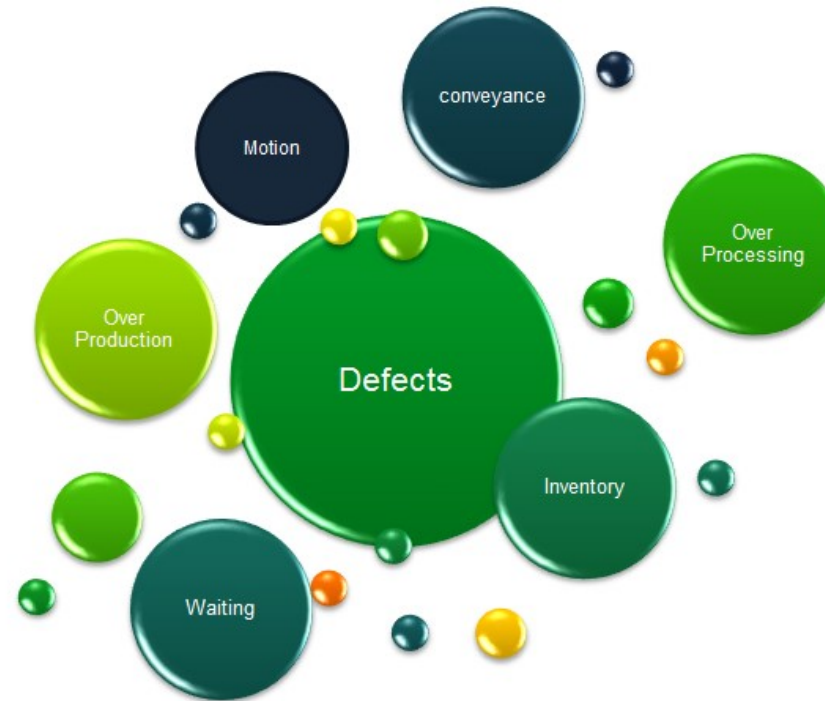 conveyance
Motion
Over
Processing
Over
Production
Defects
Inventory
Waiting